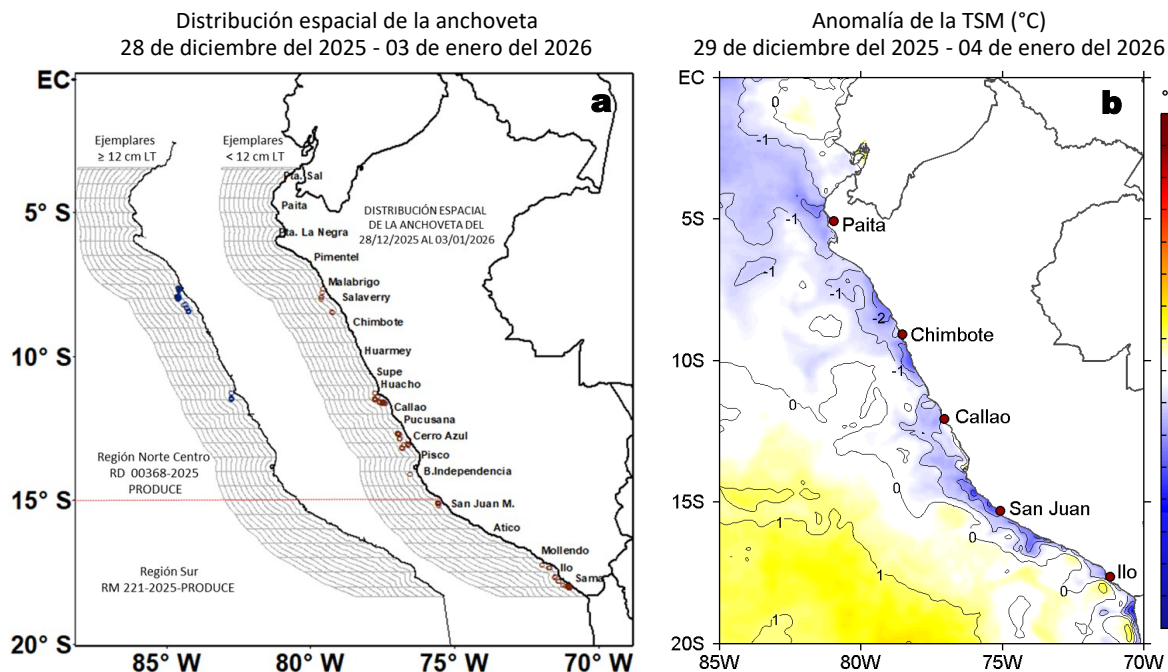 Distribución espacial de la anchoveta
28 de diciembre del 2025 - 03 de enero del 2026
EC
5° S
10° S
15° S
20° S
85°W
80°W
75°W
70°W
a
Ejemplares
≥ 12 cm LT
Ejemplares
< 12 cm LT
DISTRIBUCIÓN ESPACIAL
DE LA ANCHOVETA DEL
28/12/2025 AL 03/01/2026
Pta. Sal
Paita
Pta. La Negra
Pimentel
Malabrigo
Salaverry
Chimbote
Huarmey
Supe
Huacho
Callao
Pucusana
Cerro Azul
Pisco
B.Independencia
San Juan M.
Atico
Mollendo
Ilo
Sama
Región Norte Centro
RD 00368-2025
PRODUCE
Región Sur
RM 221-2025-PRODUCE
Anomalía de la TSM (°C)
29 de diciembre del 2025 - 04 de enero del 2026
EC
5S
10S
15S
20S
85W
80W
75W
70W
b
°
0
-1
-1
Paita
-1
-1
-2
Chimbote
-1
0
Callao
0
San Juan
1
0
1
Ilo
0
1